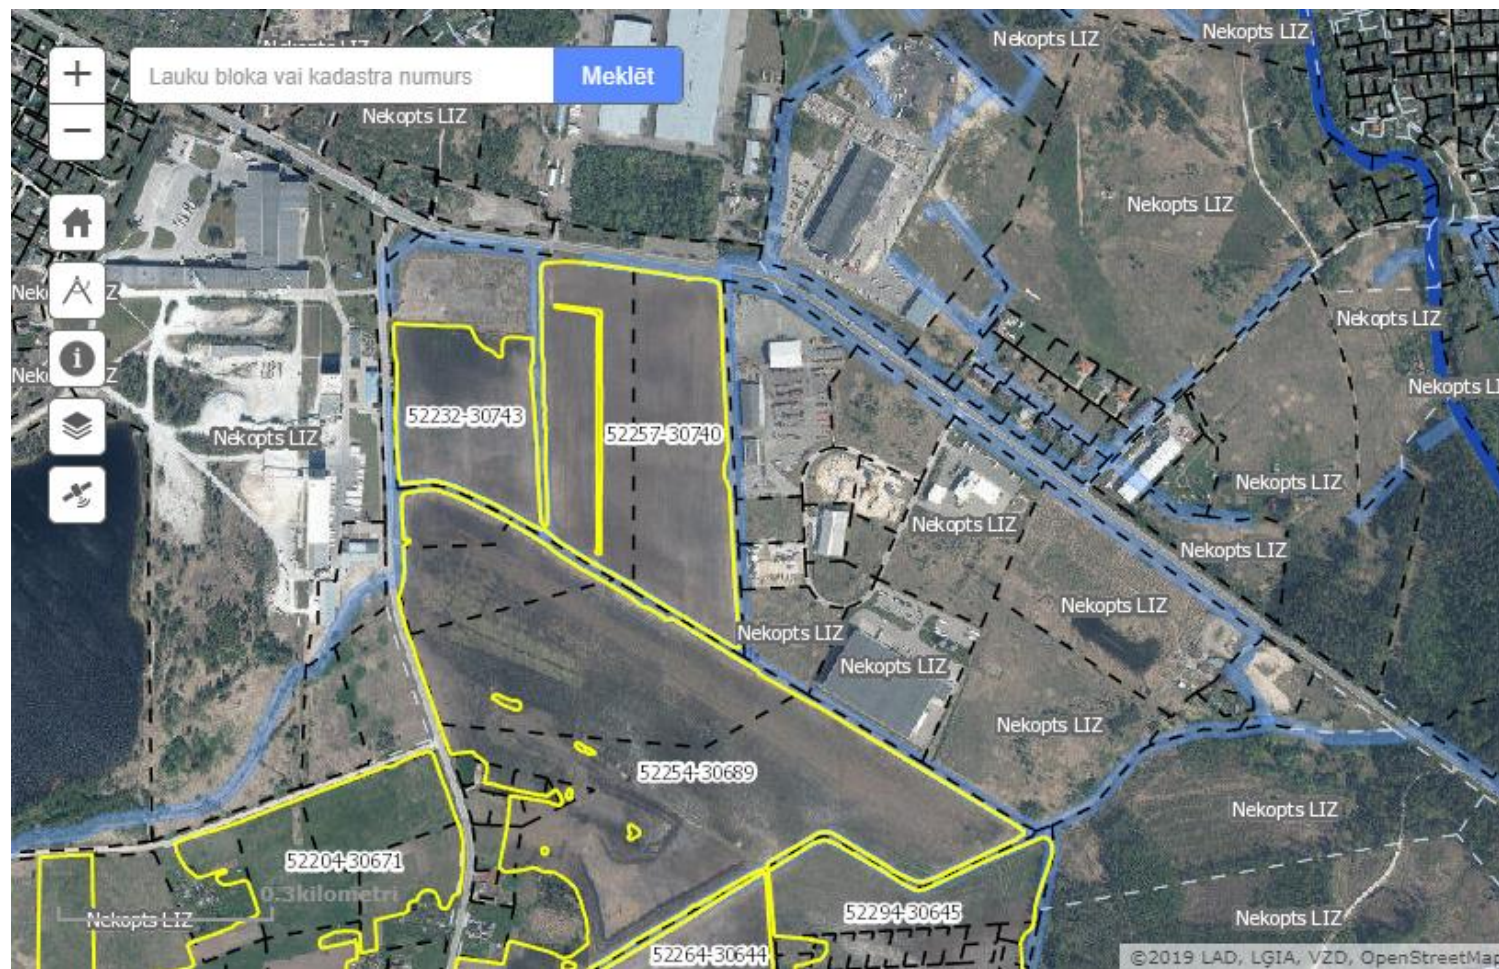 Nekopts LIZ
Nekopts LIZ
Nekopts LIZ
Lauku bloka vai kadastra numurs
Meklēt
Nekopts LIZ
Nekopts LIZ
Nekopts LIZ
Nekopts L
52232-30743
52257-30740
Nekopts LIZ
Nekopts LIZ
Nekopts LIZ
Nekopts LIZ
Nekopts LIZ
Nekopts LIZ
Nekopts LIZ
Nekopts LIZ
52254-30689
Nekopts LIZ
52204-30671
0.3kilometri
Nekopts LIZ
52294-30645
Nekopts LIZ
52264-30644
©2019 LAD, LGIA, VZD, OpenStreetMap